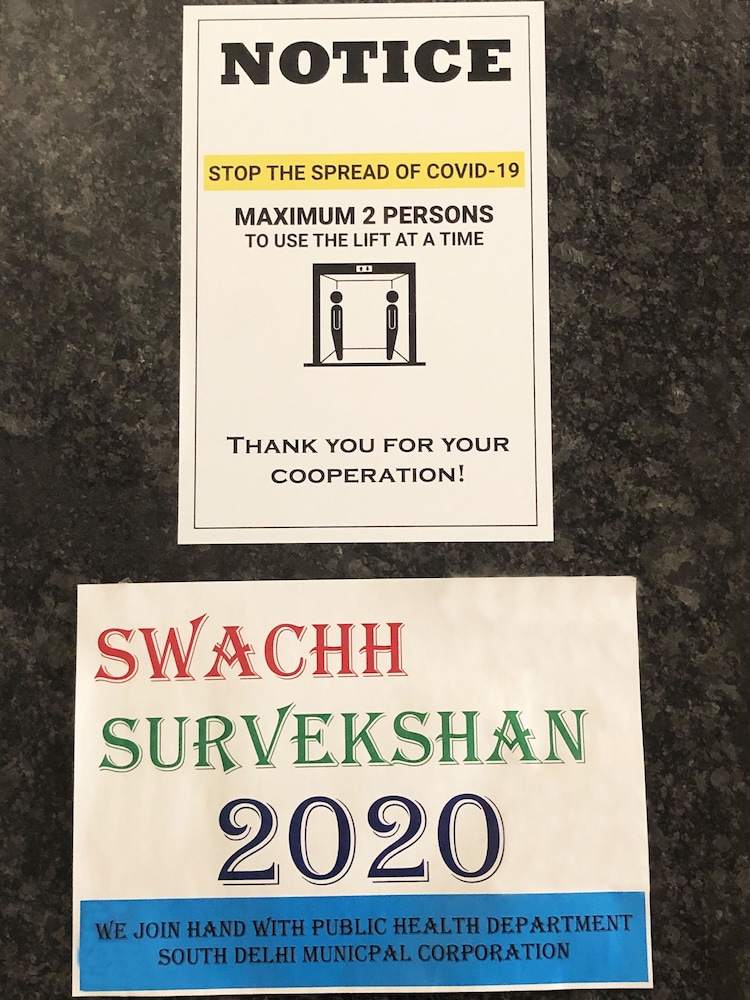 NOTICE
STOP THE SPREAD OF COVID-19
MAXIMUM 2 PERSONS
TO USE THE LIFT AT A TIME
THANK YOU FOR YOUR
COOPERATION!
SWACHH
SURVEKSHAN
2020
WE JOIN HAND WITH PUBLIC HEALTH DEPARTMENT
SOUTH DELHI MUNICPAL CORPORATION